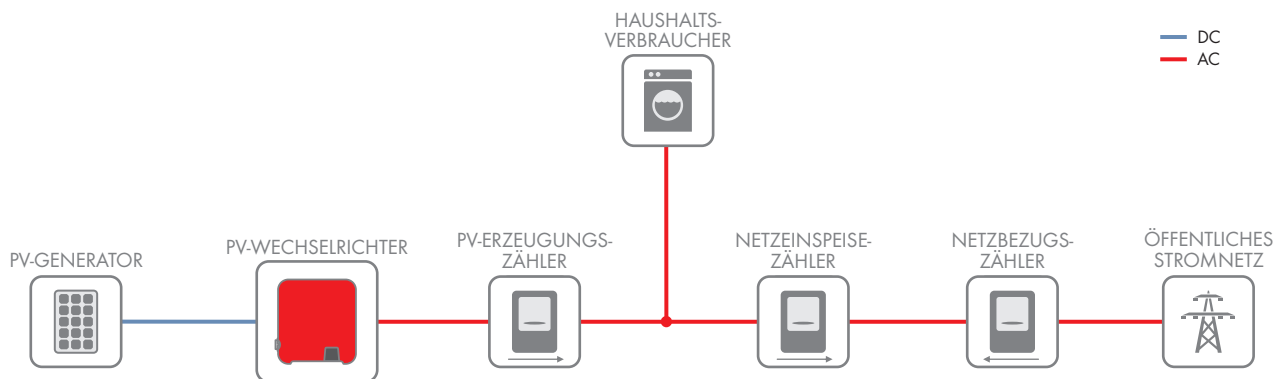 HAUSHALTS-
VERBRAUCHER
DC
AC
PV-GENERATOR
PV-WECHSELRICHTER
PV-ERZEUGUNGS-
ZÄHLER
NETZEINSPEISE-
ZÄHLER
NETZBEZUGS-
ZÄHLER
ÖFFENTLICHES
STROMNETZ